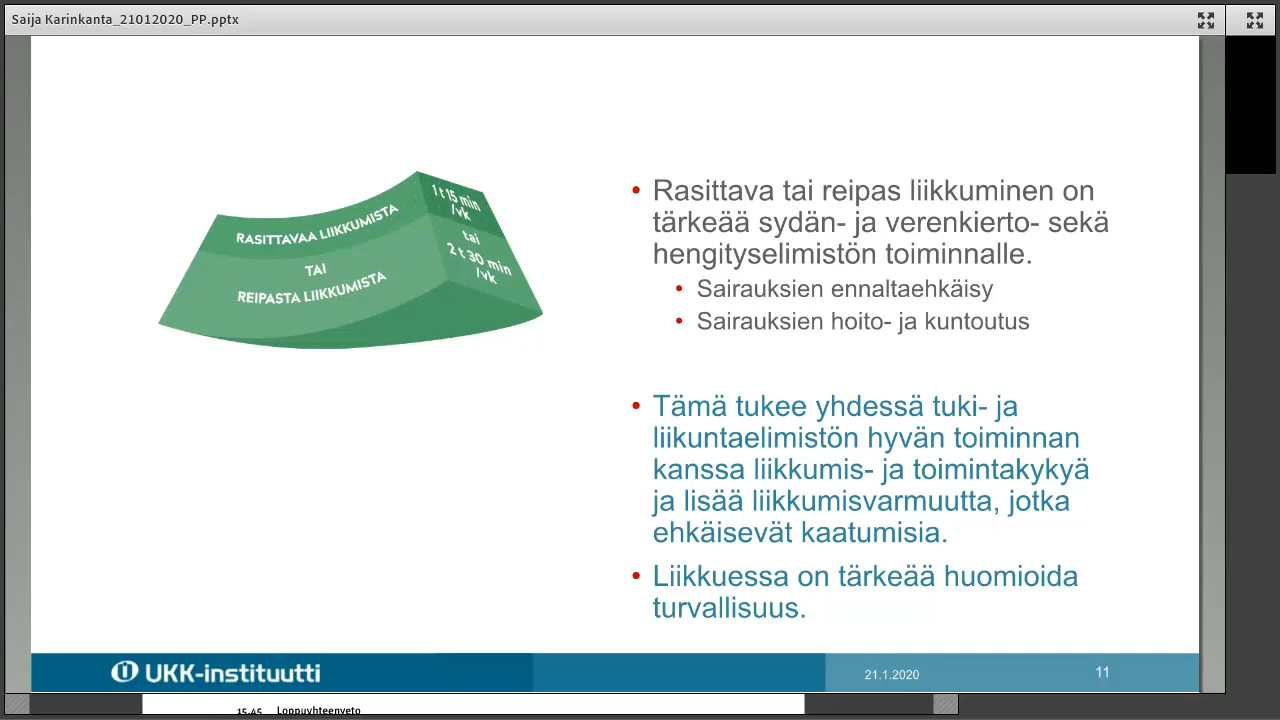 Saija Karinkanta_21012020_PP.pptx
RASITTAVAA LIIKKUMISTA
TAI
REIPASTA LIIKKUMISTA
1 t 15 min
/vk
tai
2 t 30 min
/vk
• Rasittava tai reipas liikkuminen on
tärkeää sydän- ja verenkierto- sekä
hengityselimistön toiminnalle.
• Sairauksien ennaltaehkäisy
• Sairauksien hoito- ja kuntoutus
• Tämä tukee yhdessä tuki- ja
liikuntaelimistön hyvän toiminnan
kanssa liikkumis- ja toimintakykyä
ja lisää liikkumisvarmuutta, jotka
ehkäisevät kaatumisia.
• Liikkuessa on tärkeää huomioida
turvallisuus.
UKK-instituutti
21.1.2020
11
15.45 Loppuyhteenveto